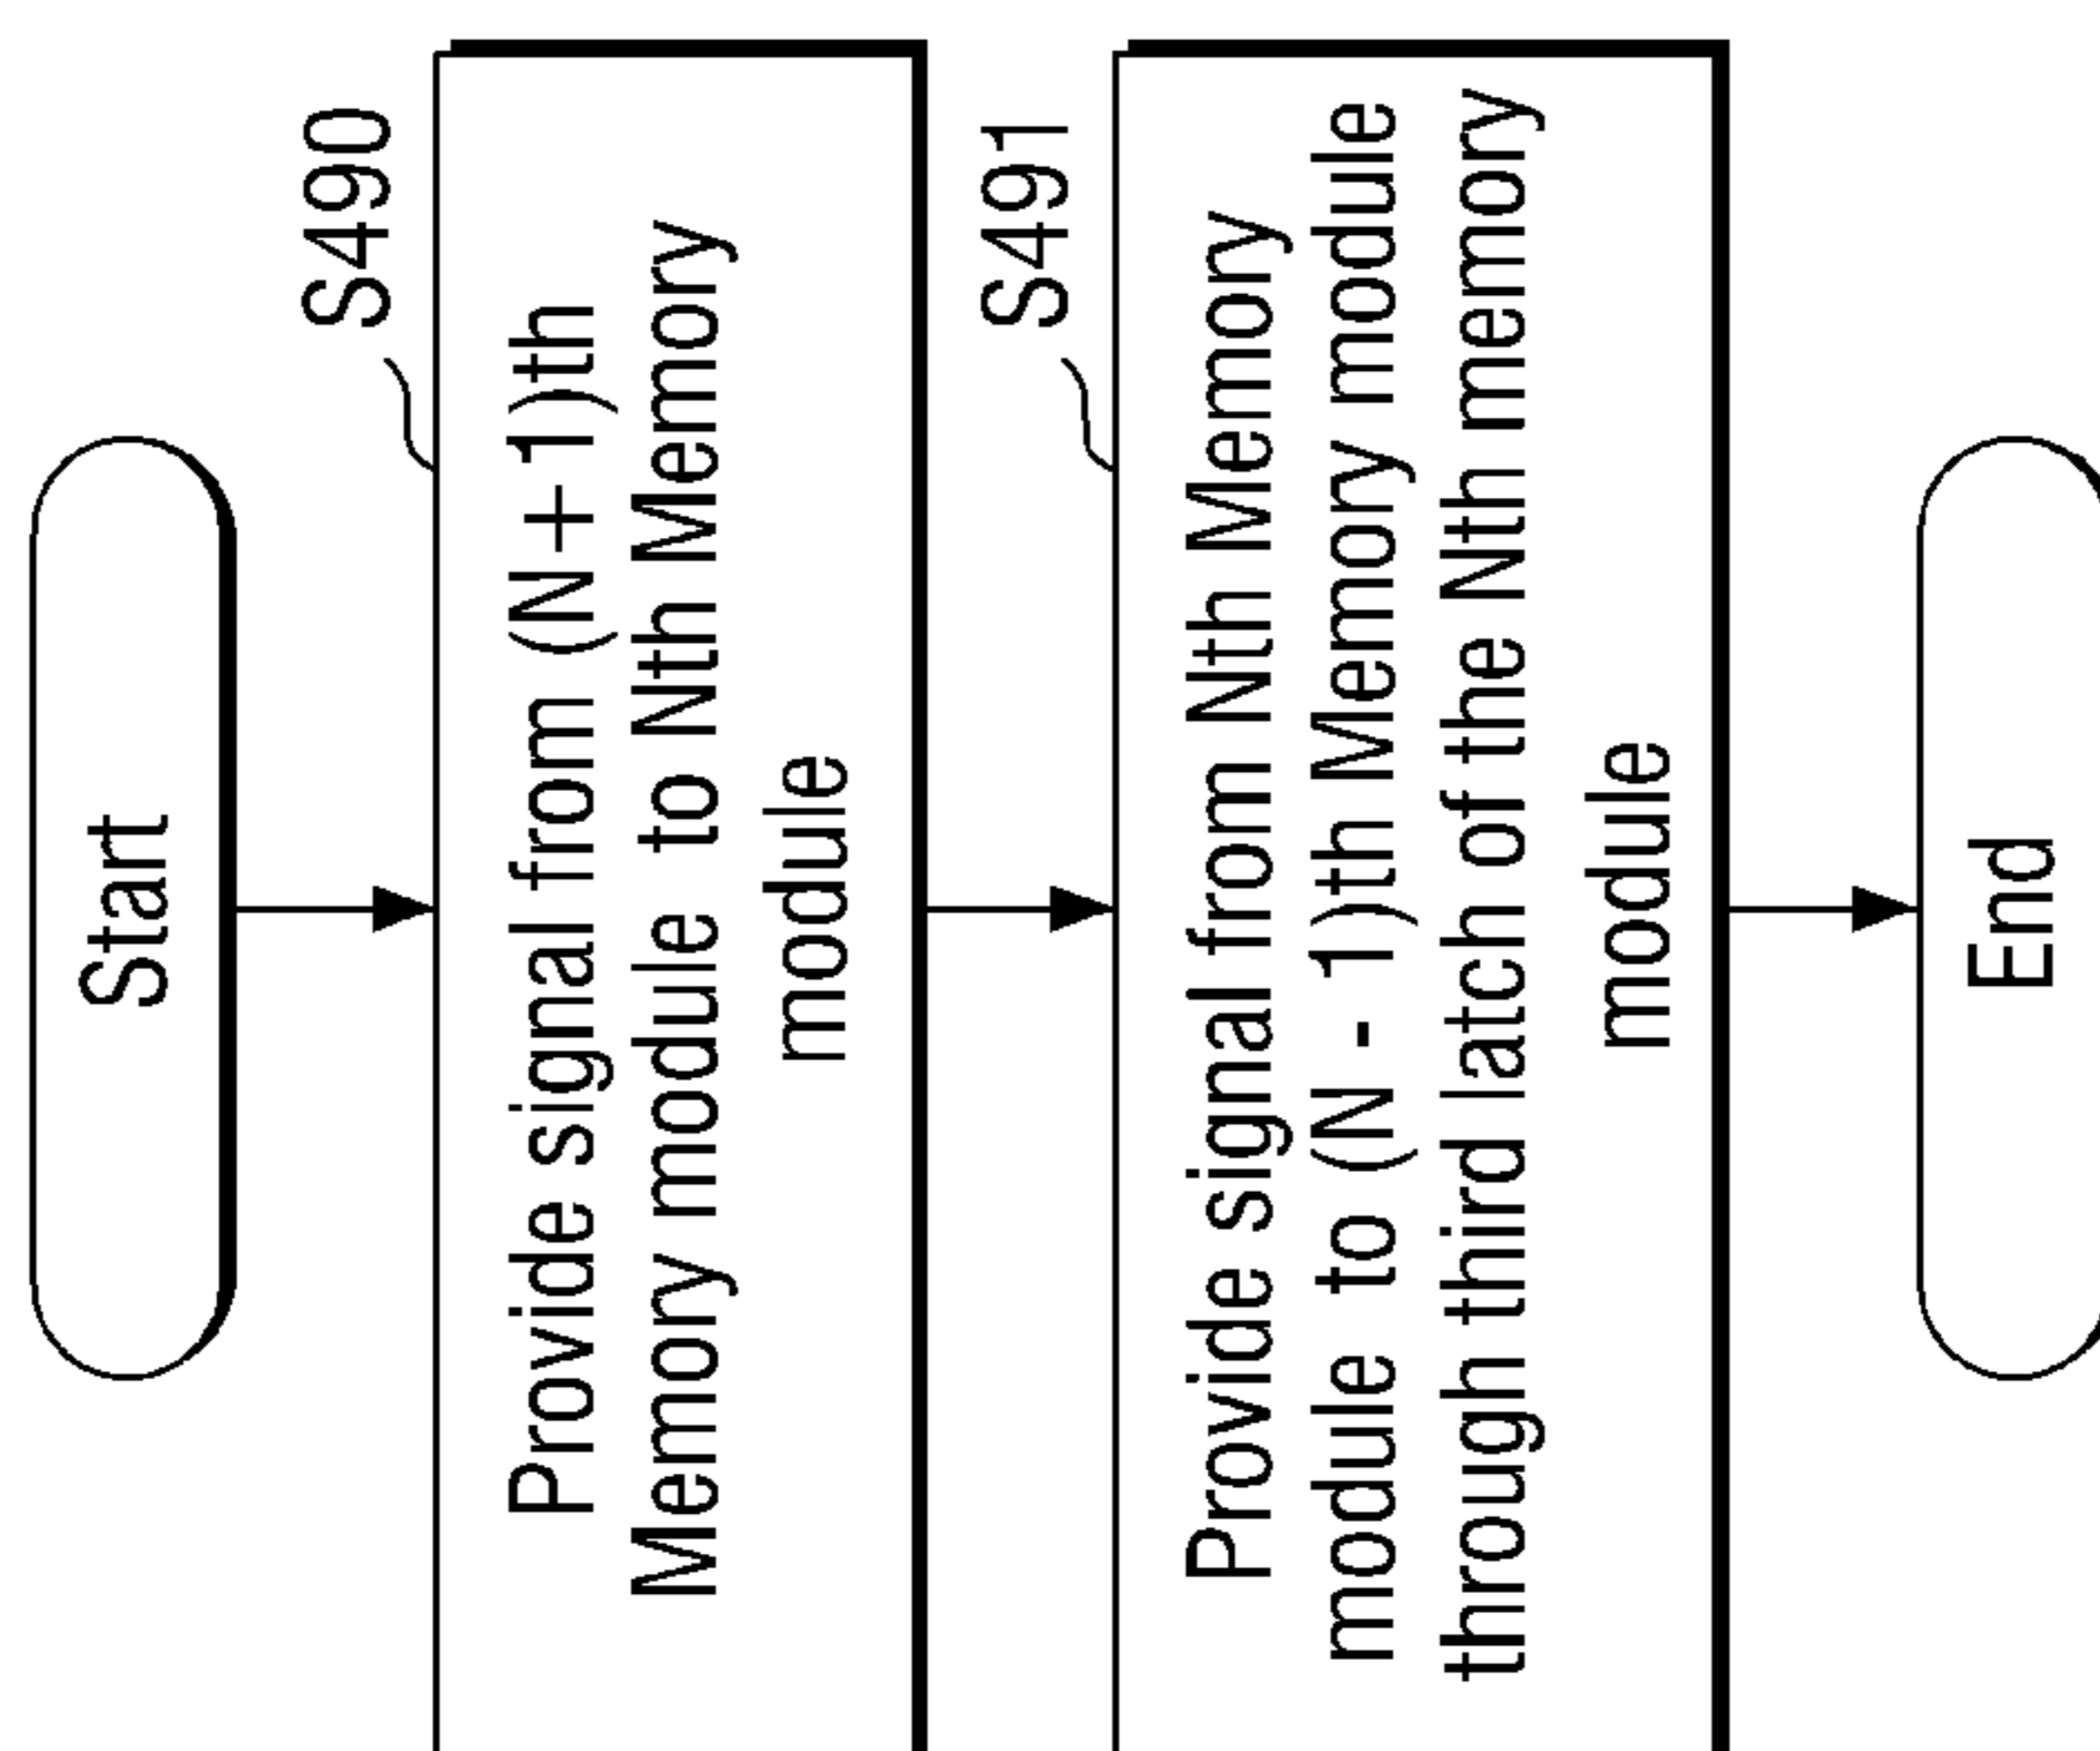 Start
S490
Provide signal from (N + 1)th
Memory module to Nth Memory
module
S491
Provide signal from Nth Memory
module to (N - 1)th Memory module
through third latch of the Nth memory
module
End